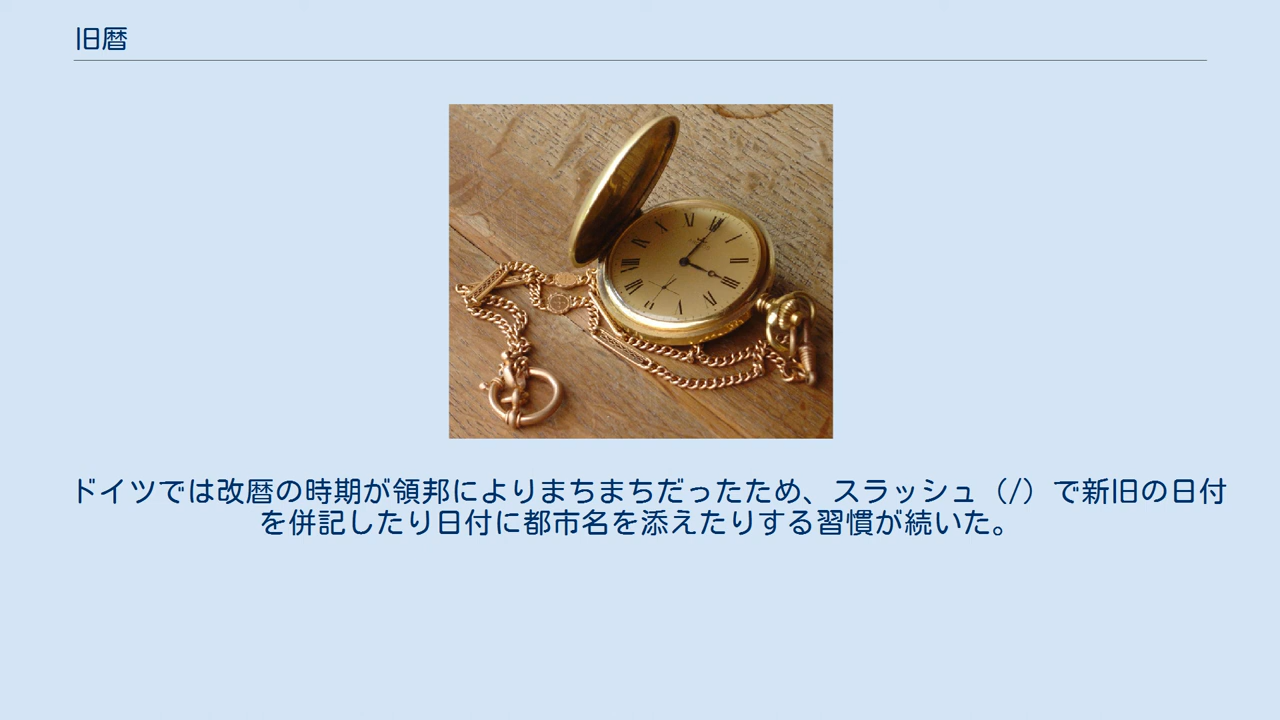 旧暦
ドイツでは改暦の時期が領邦によりまちまちだったため、スラッシュ（/）で新旧の日付
を併記したり日付に都市名を添えたりする習慣が続いた。